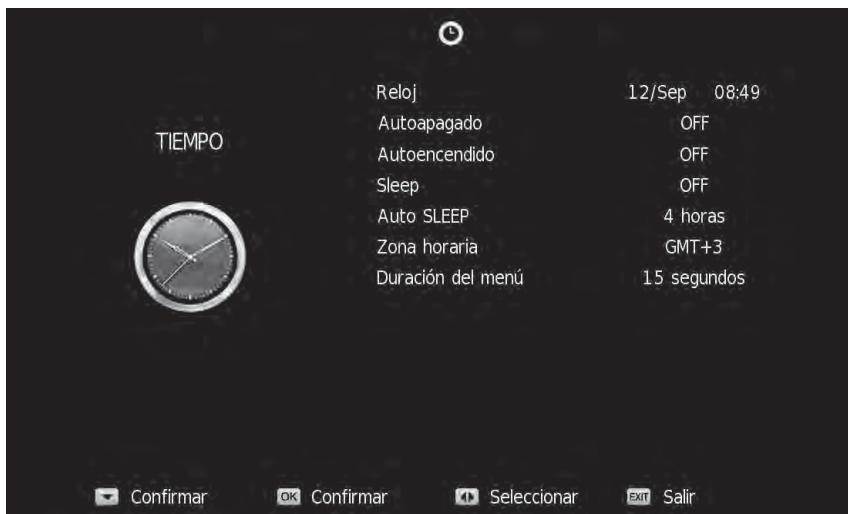 TIEMPO
Reloj 12/Sep 08:49
Autoapagado OFF
Autoencendido OFF
Sleep OFF
Auto SLEEP 4 horas
Zona horaria GMT+3
Duración del menú 15 segundos
Confirmar OK Confirmar Seleccionar EXIT Salir